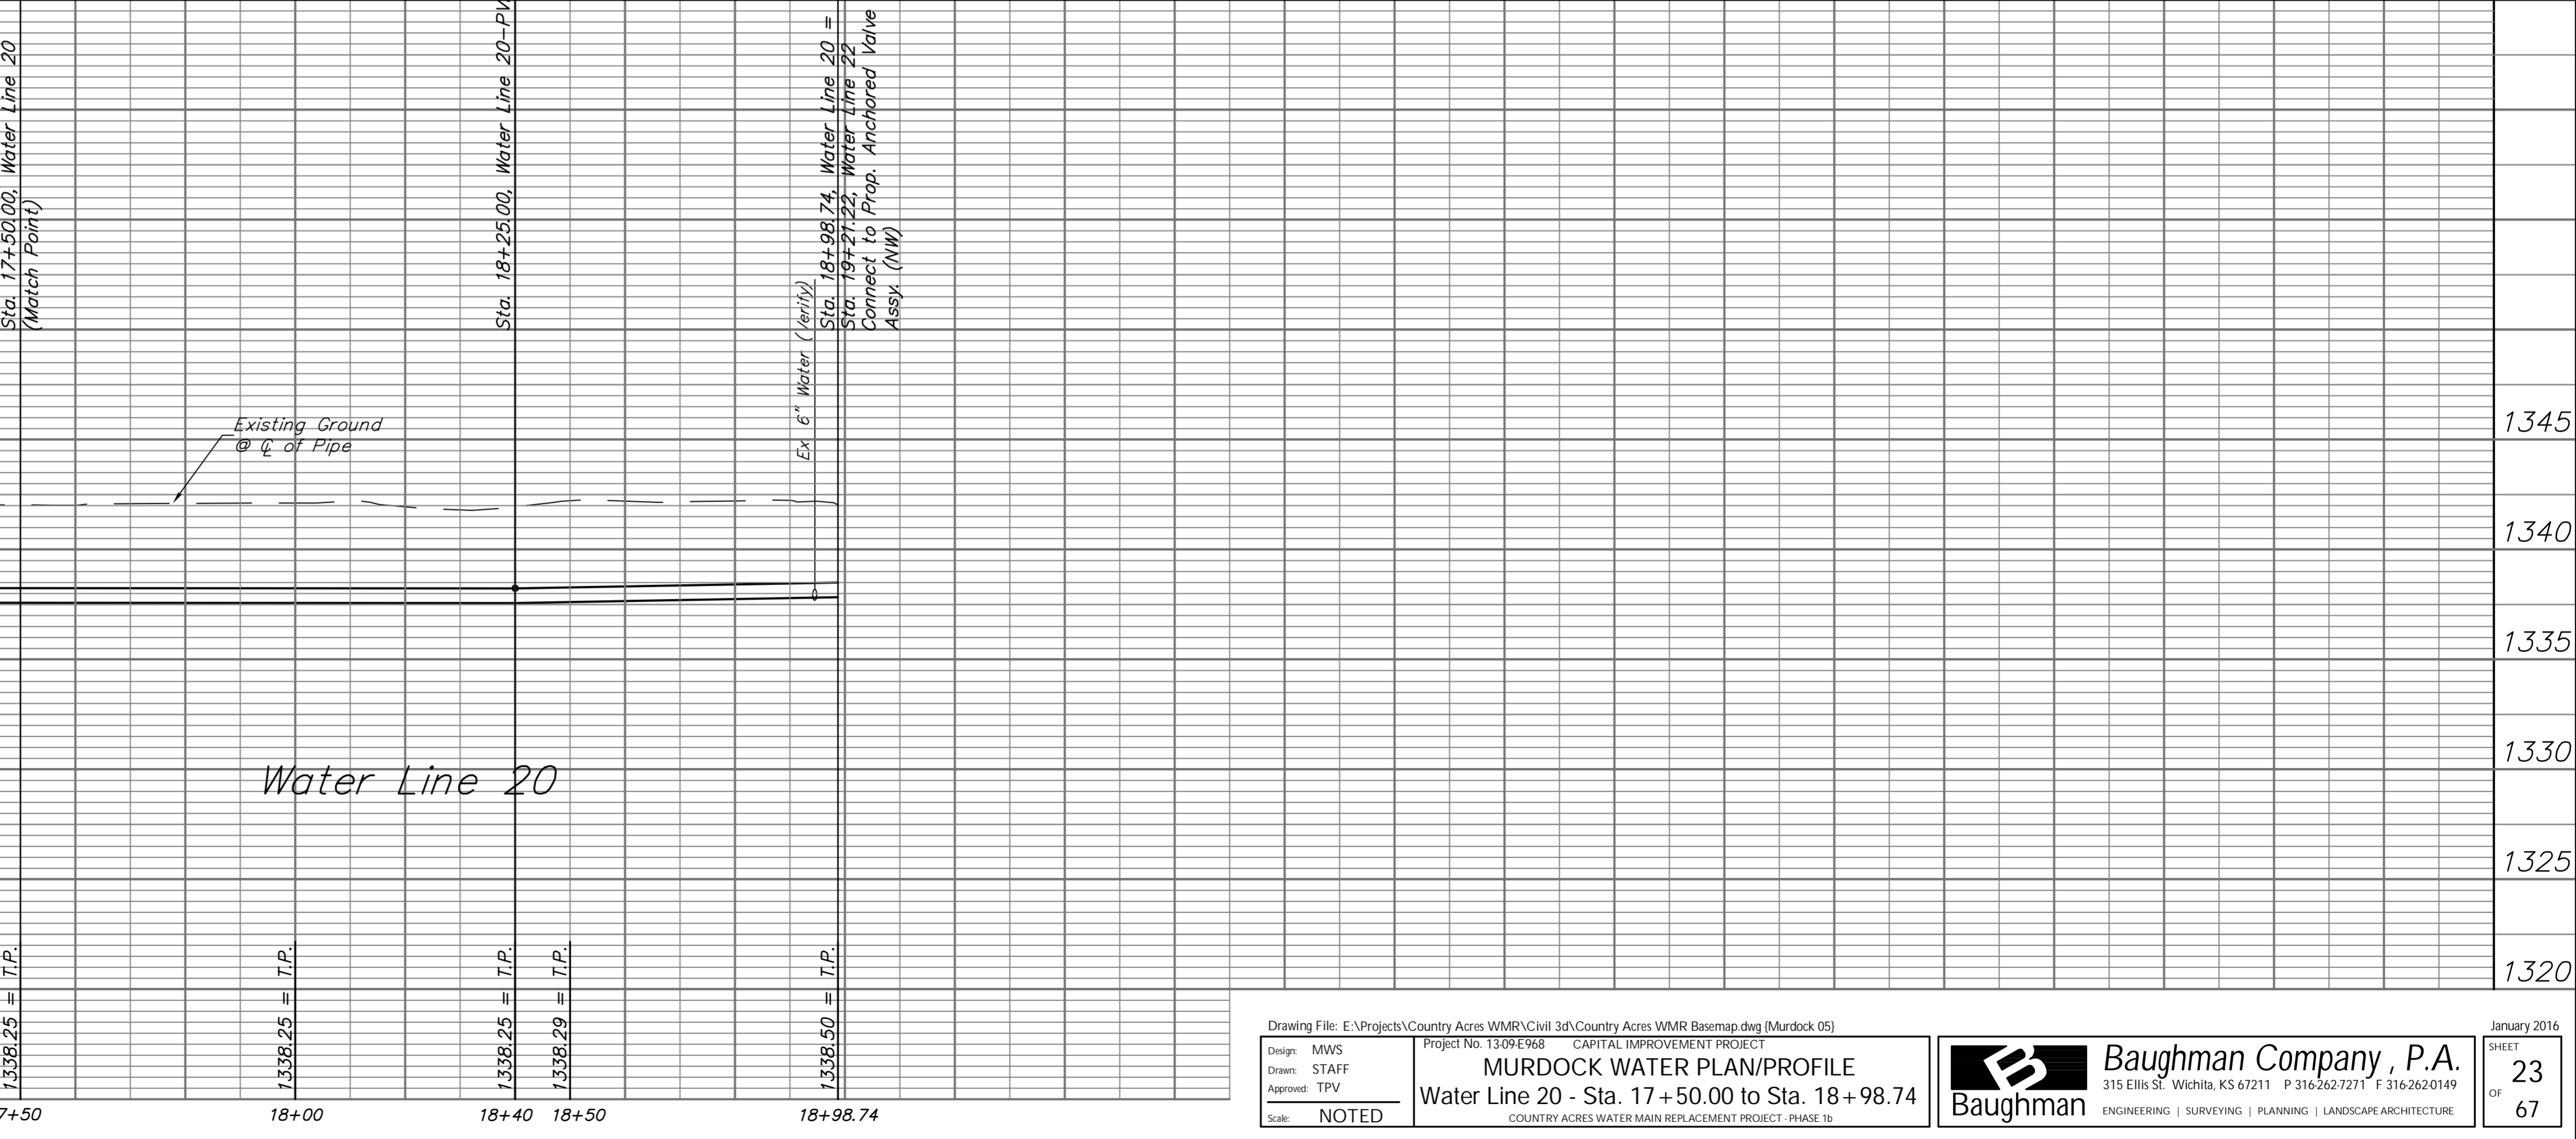 Sta. 17+50.00, Water Line 20
(Match Point)
Sta. 18+25.00, Water Line 20-PV
Ex 6" Water (Verify)
Sta. 18+98.74, Water Line 20 =
Sta. 19+21.22, Water Line 22
Connect to Prop. Anchored Valve
Assy. (NW)
Existing Ground
@ ℄ of Pipe
1345
1340
1335
1330
1325
1320
Water Line 20
1338.25 = T.P.
1338.25 = T.P.
1338.25 = T.P.
1338.29 = T.P.
1338.50 = T.P.
7+50
18+00
18+40
18+50
18+98.74
Drawing File: E:\Projects\Country Acres WMR\Civil 3d\Country Acres WMR Basemap.dwg {Murdock 05}
Design: MWS
Drawn: STAFF
Approved: TPV
Scale: NOTED
Project No. 13-09-E968 CAPITAL IMPROVEMENT PROJECT
MURDOCK WATER PLAN/PROFILE
Water Line 20 - Sta. 17+50.00 to Sta. 18+98.74
COUNTRY ACRES WATER MAIN REPLACEMENT PROJECT - PHASE 1b
Baughman
Baughman Company, P.A.
315 Ellis St. Wichita, KS 67211 P 316-262-7271 F 316-262-0149
ENGINEERING | SURVEYING | PLANNING | LANDSCAPE ARCHITECTURE
January 2016
SHEET
23
OF
67